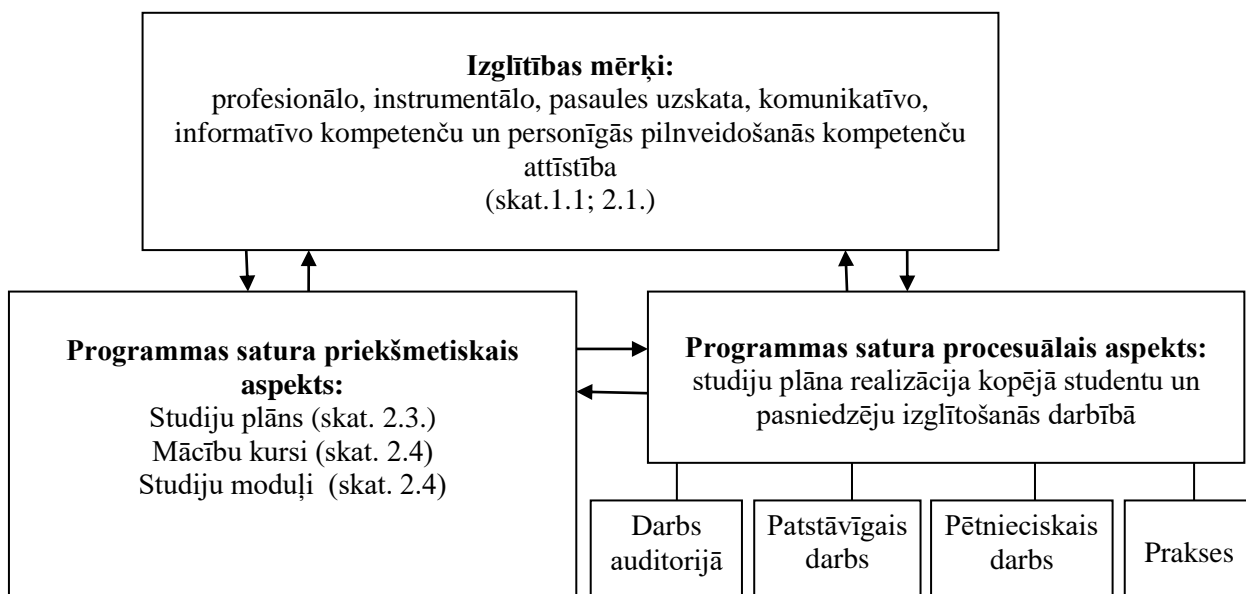 Izglītības mērķi:
profesionālo, instrumentālo, pasaules uzskata, komunikatīvo,
informatīvo kompetenču un personīgās pilnveidošanās kompetenču
attīstība
(skat.1.1; 2.1.)
Programmas satura priekšmetiskais
aspekts:
Studiju plāns (skat. 2.3.)
Mācību kursi (skat. 2.4)
Studiju moduļi (skat. 2.4)
Programmas satura procesuālais aspekts:
studiju plāna realizācija kopējā studentu un
pasniedzēju izglītošanās darbībā
Darbs
auditorijā
Patstāvīgais
darbs
Pētnieciskais
darbs
Prakses